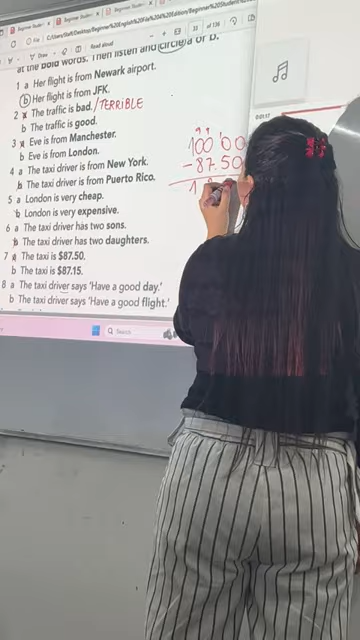 Read aloud
at the bold words. Then listen and circle a or b.
1 a Her flight is from Newark airport.
b Her flight is from JFK.
2 a The traffic is bad. /TERRIBLE
b The traffic is good.
3 a Eve is from Manchester.
b Eve is from London.
4 a The taxi driver is from New York.
b The taxi driver is from Puerto Rico.
5 a London is very cheap.
b London is very expensive.
6 a The taxi driver has two sons.
b The taxi driver has two daughters.
7 a The taxi is $87.50.
b The taxi is $87.15.
8 a The taxi driver says 'Have a good day.'
b The taxi driver says 'Have a good flight.'
9 9
100 00
- 87.50
1
Search